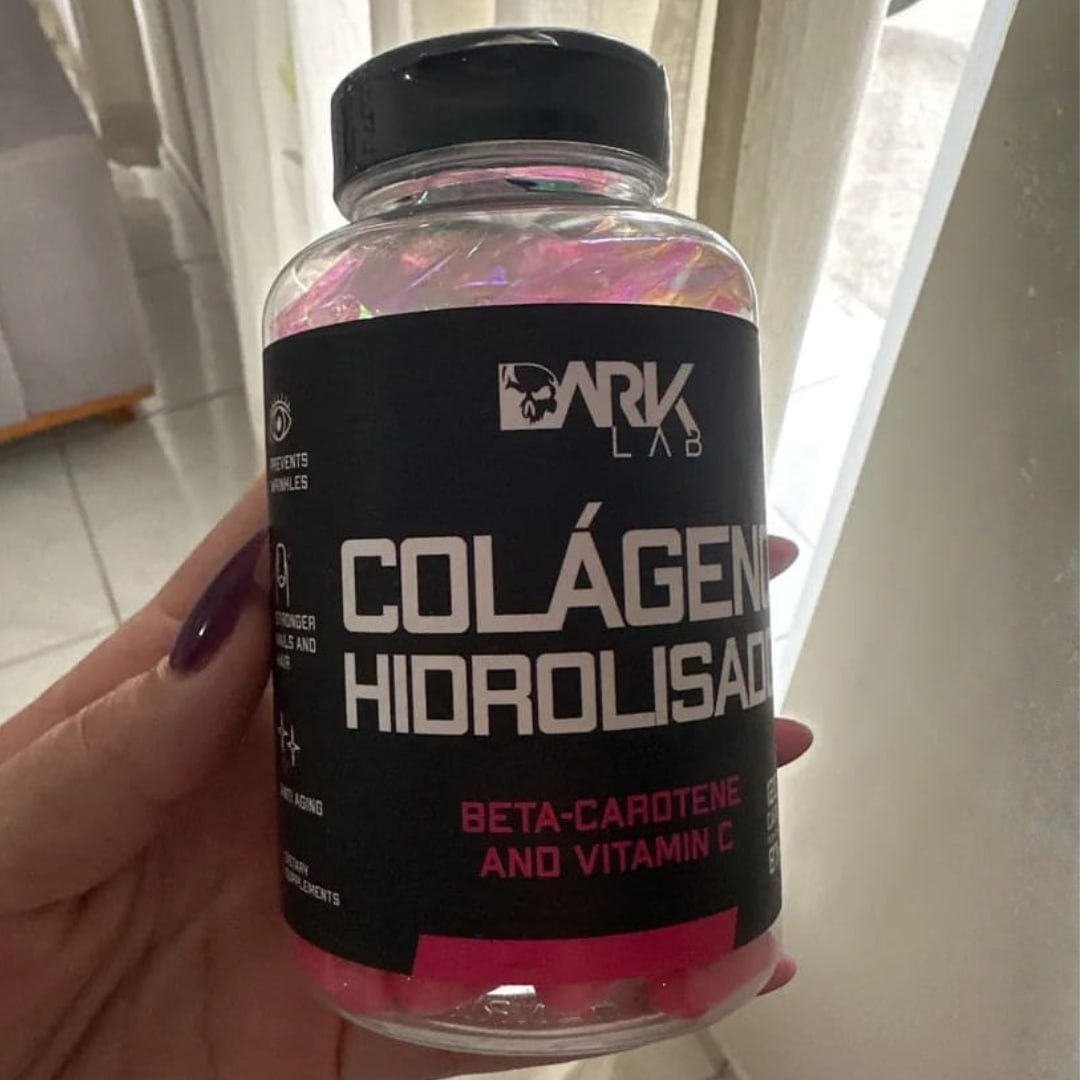 DARK
LAB
PREVENTS
WRINKLES
COLÁGENO
HIDROLISADO
STRONGER
NAILS AND
HAIR
ANTI AGING
BETA-CAROTENE
AND VITAMIN C
DIETARY
SUPPLEMENTS